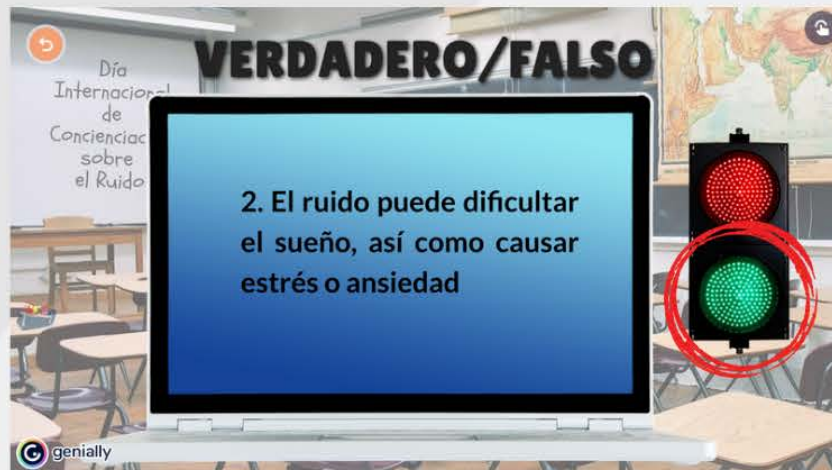 VERDADERO/FALSO
Día
Internacional
de
Conciencia
sobre
el Ruido
2. El ruido puede dificultar
el sueño, así como causar
estrés o ansiedad
genially